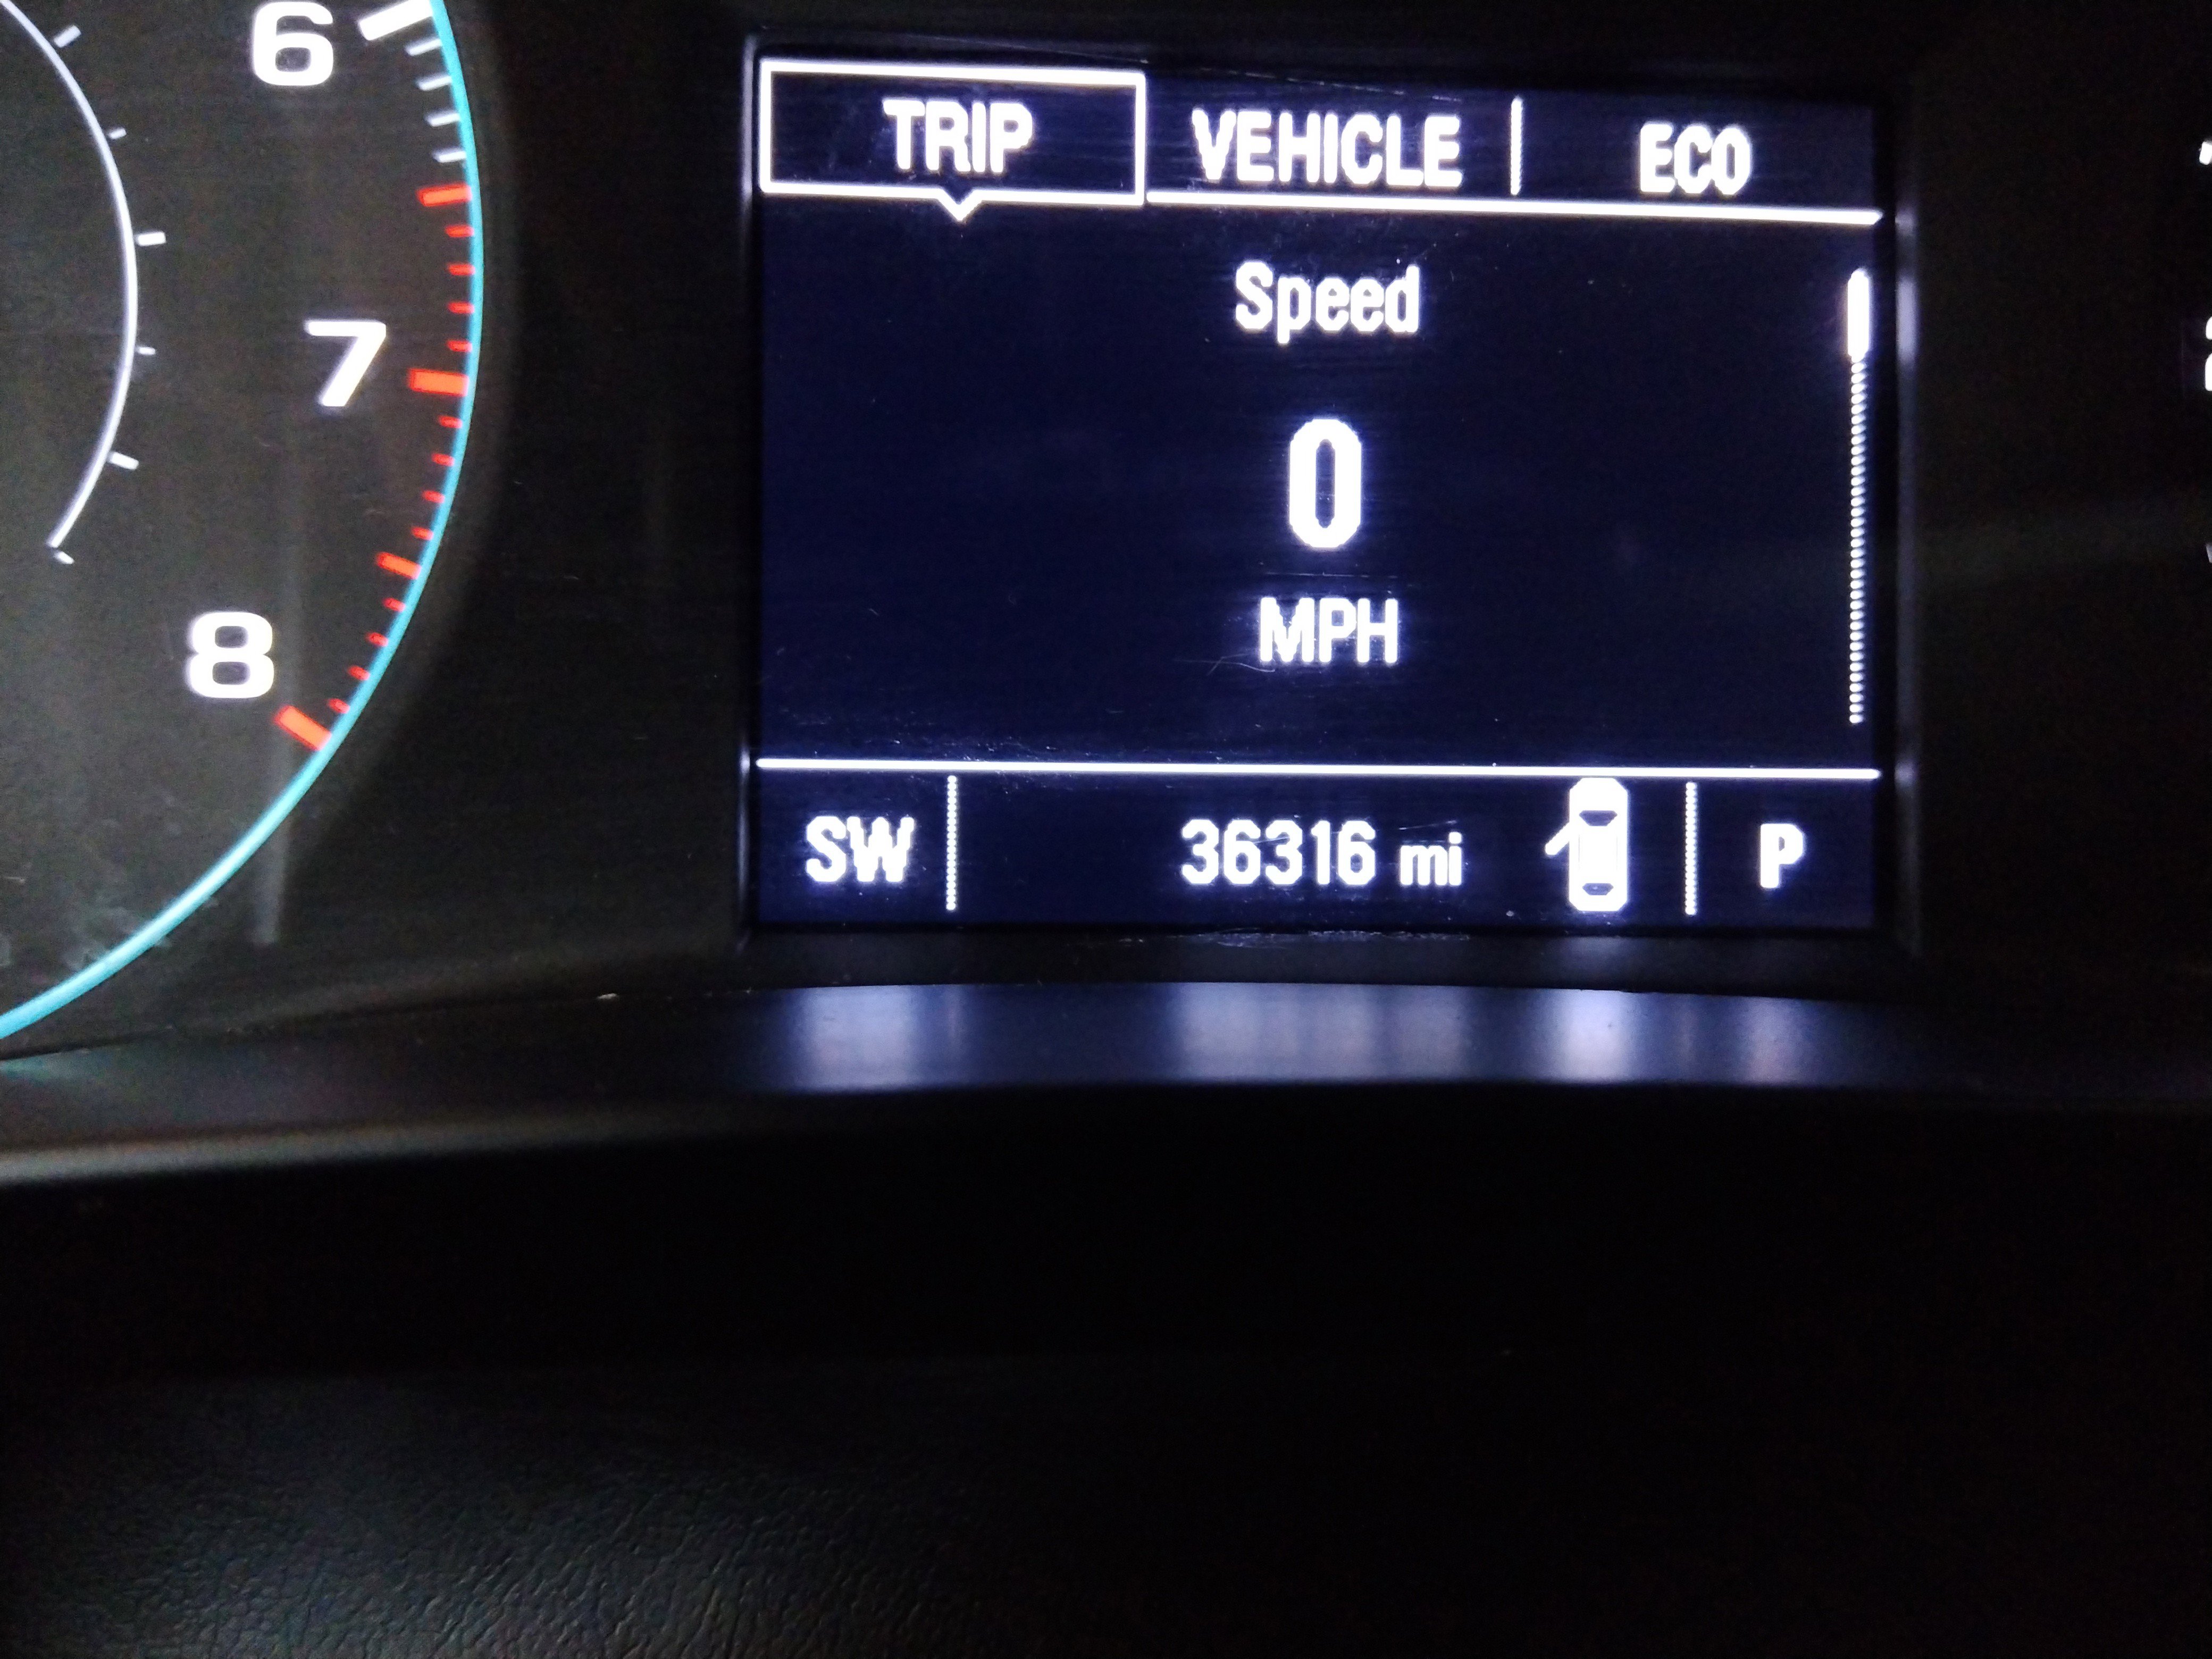 6
7
8
TRIP VEHICLE ECO
Speed
0
MPH
SW 36316 mi P